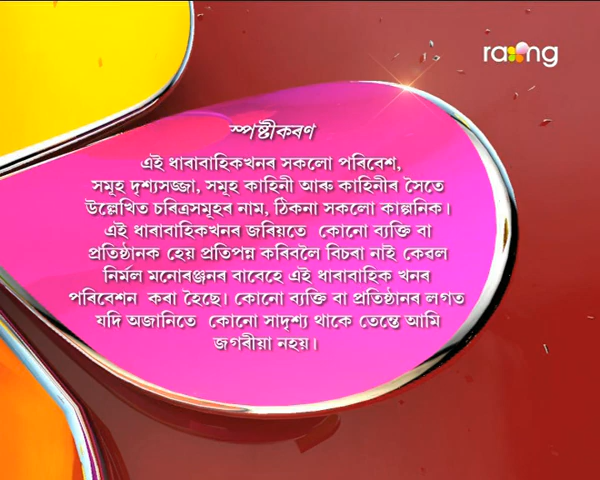 raong
স্পষ্টীকৰণ
এই ধাৰাবাহিকখনৰ সকলো পৰিবেশ,
সমূহ দৃশ্যসজ্জা, সমূহ কাহিনী আৰু কাহিনীৰ সৈতে
উল্লেখিত চৰিত্ৰসমূহৰ নাম, ঠিকনা সকলো কাল্পনিক।
এই ধাৰাবাহিকখনৰ জৰিয়তে কোনো ব্যক্তি বা
প্ৰতিষ্ঠানক হেয় প্ৰতিপন্ন কৰিবলৈ বিচৰা নাই কেৱল
নিৰ্মল মনোৰঞ্জনৰ বাবেহে এই ধাৰাবাহিক খনৰ
পৰিবেশন কৰা হৈছে। কোনো ব্যক্তি বা প্ৰতিষ্ঠানৰ লগত
যদি অজানিতে কোনো সাদৃশ্য থাকে তেন্তে আমি
জগৰীয়া নহয়।